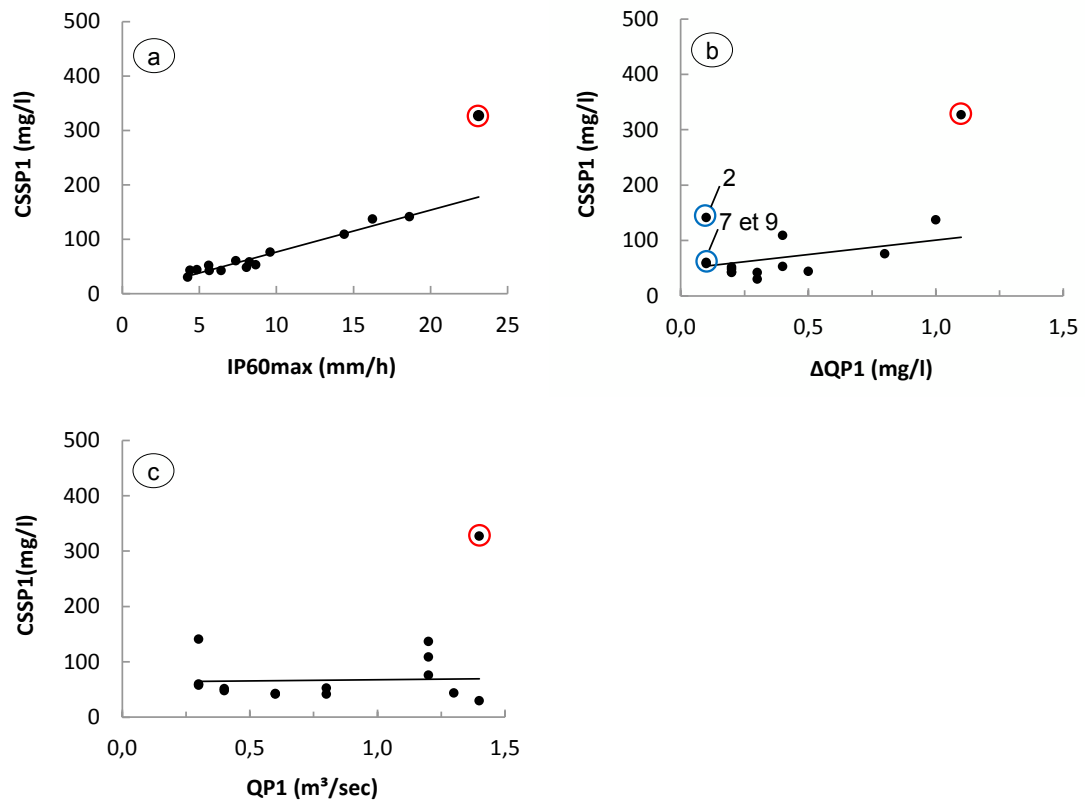 a
CSSP1 (mg/l)
500
400
300
200
100
0
0 5 10 15 20 25
IP60max (mm/h)
b
CSSP1 (mg/l)
500
400
300
200
100
0
2
7 et 9
0,0 0,5 1,0 1,5
ΔQP1 (mg/l)
c
CSSP1(mg/l)
500
400
300
200
100
0
0,0 0,5 1,0 1,5
QP1 (m³/sec)